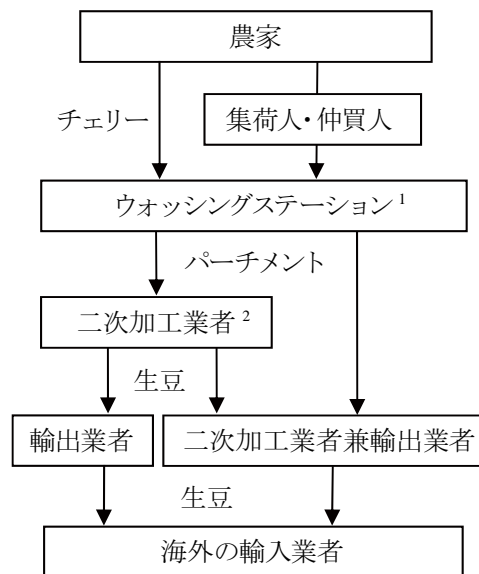 農家
チェリー
集荷人・仲買人
ウォッシングステーション 1
パーチメント
二次加工業者 2
生豆
輸出業者
二次加工業者兼輸出業者
生豆
海外の輸入業者